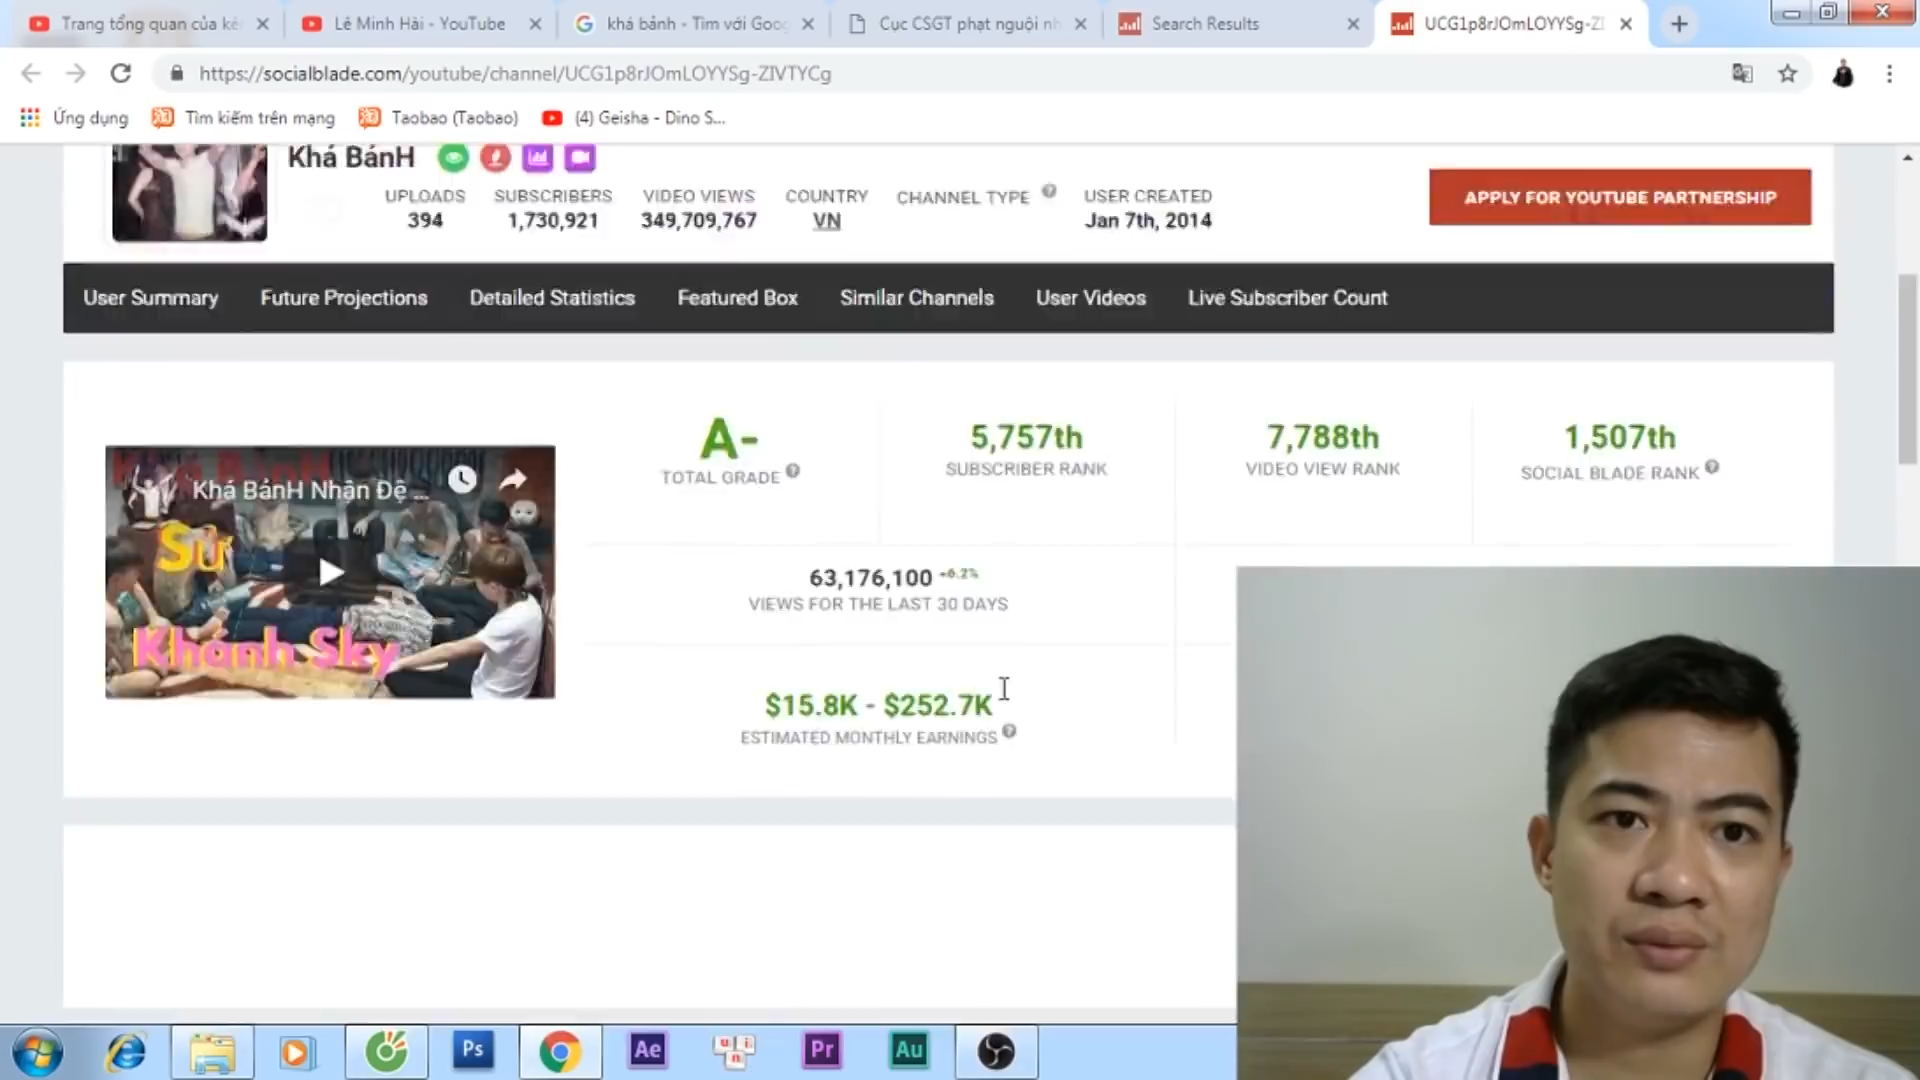 Trang tổng quan của kê
Lê Minh Hải - YouTube
khá bảnh - Tìm với Goog
Cục CSGT phạt nguội nh
Search Results
UCG1p8rJOmLOYYSg-ZI
https://socialblade.com/youtube/channel/UCG1p8rJOmLOYYSg-ZIVTYCg
Ứng dụng
Tìm kiếm trên mạng
Taobao (Taobao)
(4) Geisha - Dino S...
Khá BảnH
UPLOADS
394
SUBSCRIBERS
1,730,921
VIDEO VIEWS
349,709,767
COUNTRY
VN
CHANNEL TYPE
USER CREATED
Jan 7th, 2014
APPLY FOR YOUTUBE PARTNERSHIP
User Summary
Future Projections
Detailed Statistics
Featured Box
Similar Channels
User Videos
Live Subscriber Count
A-
TOTAL GRADE
5,757th
SUBSCRIBER RANK
7,788th
VIDEO VIEW RANK
1,507th
SOCIAL BLADE RANK
Khá BảnH Nhận Đệ ...
Sư
Khánh Sky
63,176,100 +6.2%
VIEWS FOR THE LAST 30 DAYS
$15.8K - $252.7K
ESTIMATED MONTHLY EARNINGS
Ps
Ae
u i
n
Pr
Au